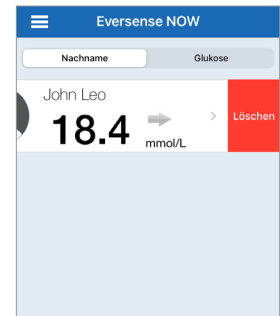 Eversense NOW
Nachname Glukose
John Leo
18.4 mmol/L
Löschen